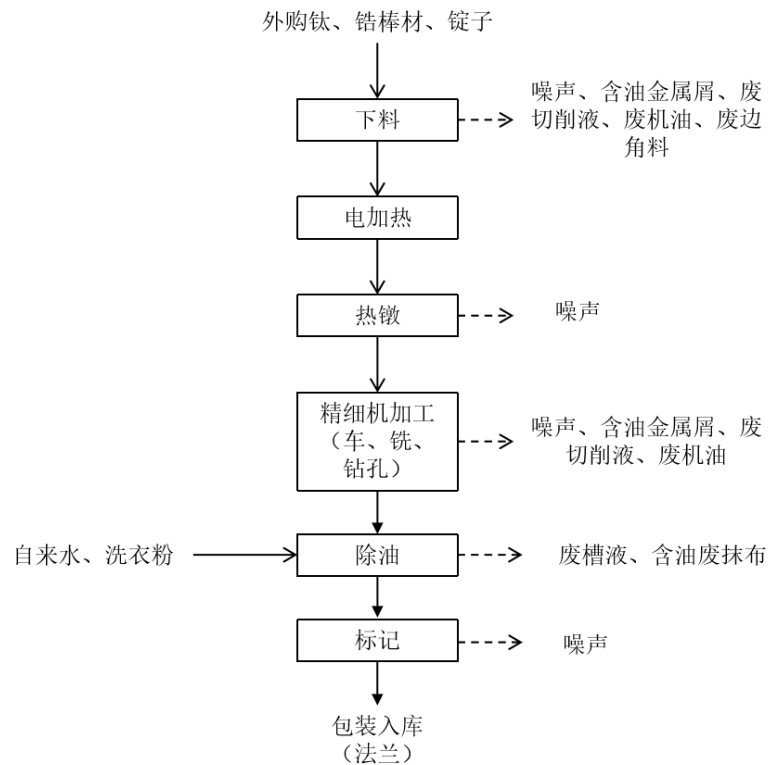 外购钛、锆棒材、锭子
下料
噪声、含油金属屑、废
切削液、废机油、废边
角料
电加热
热镦
噪声
精细机加工
（车、铣、
钻孔）
噪声、含油金属屑、废
切削液、废机油
自来水、洗衣粉
除油
废槽液、含油废抹布
标记
噪声
包装入库
（法兰）